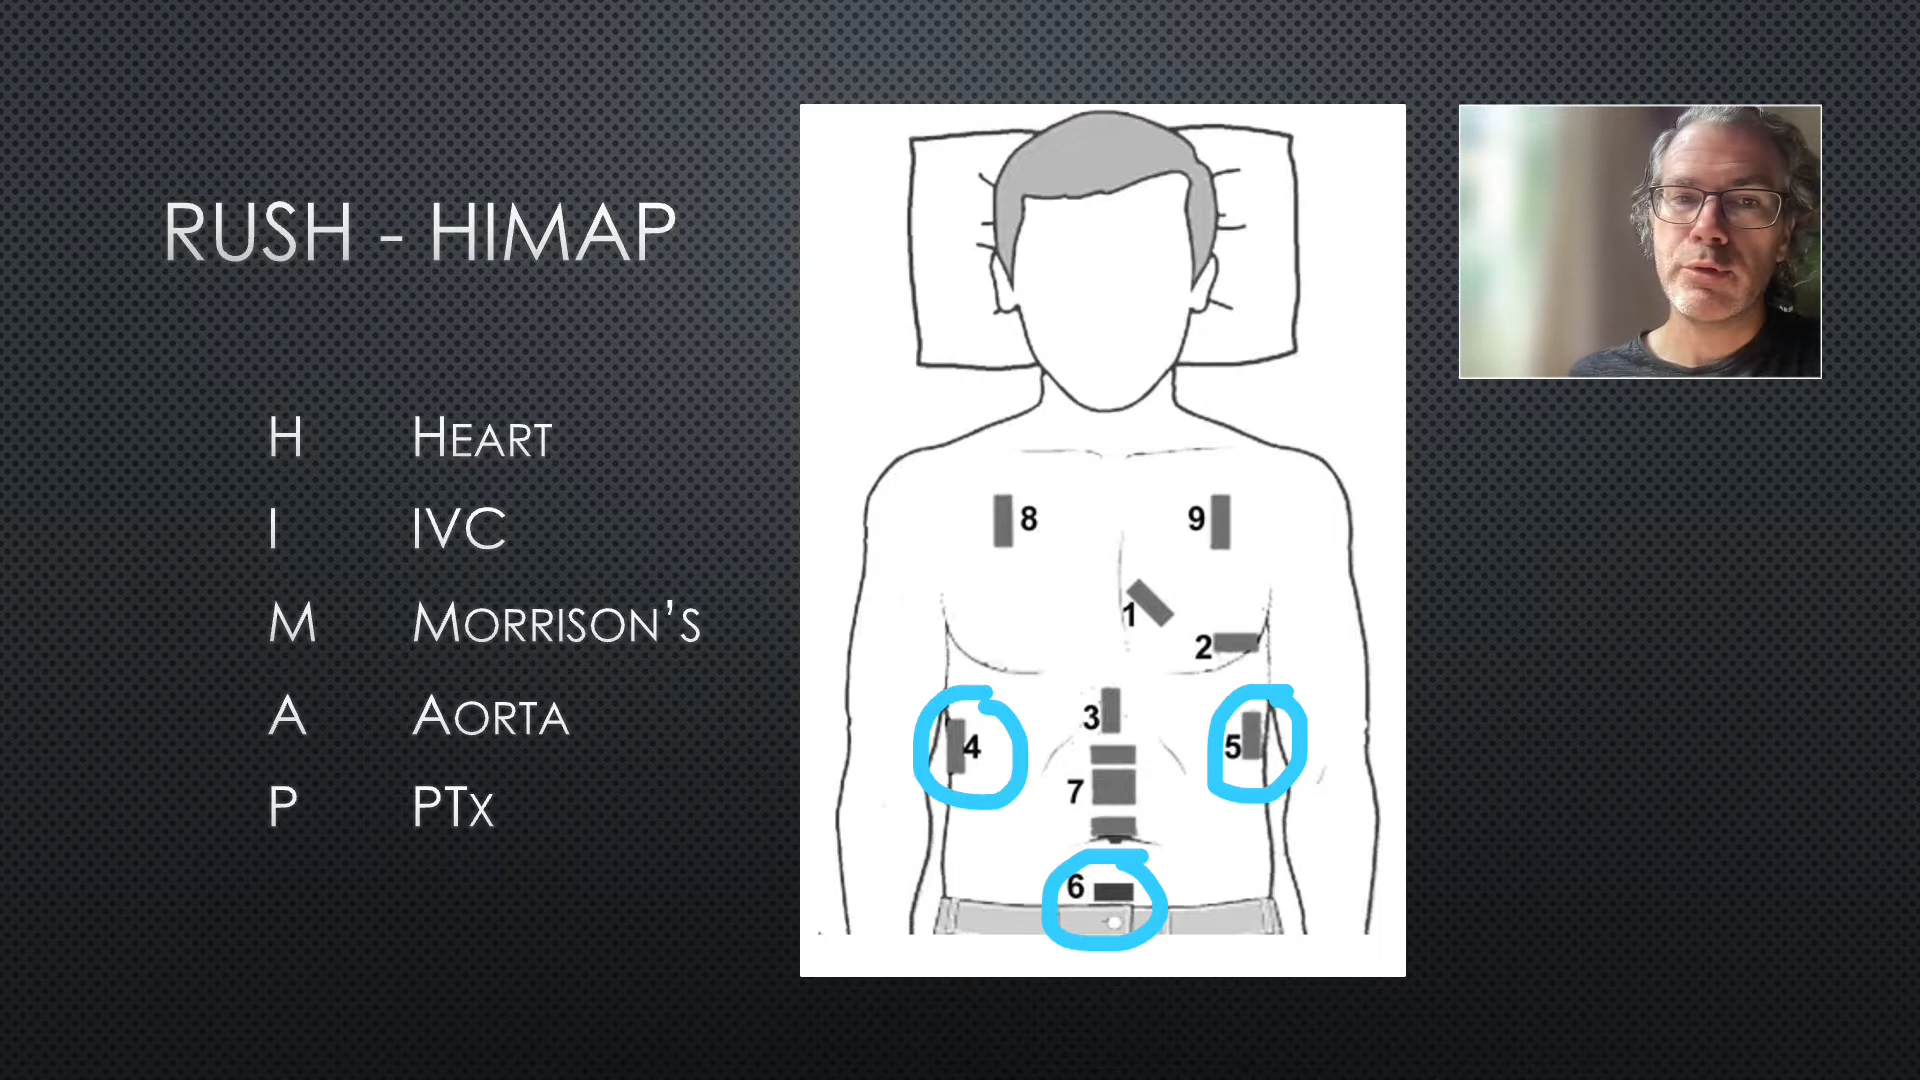 RUSH - HIMAP
H HEART
I IVC
M MORRISON’S
A AORTA
P PTX
8 9
1
2
3
4 5
7
6